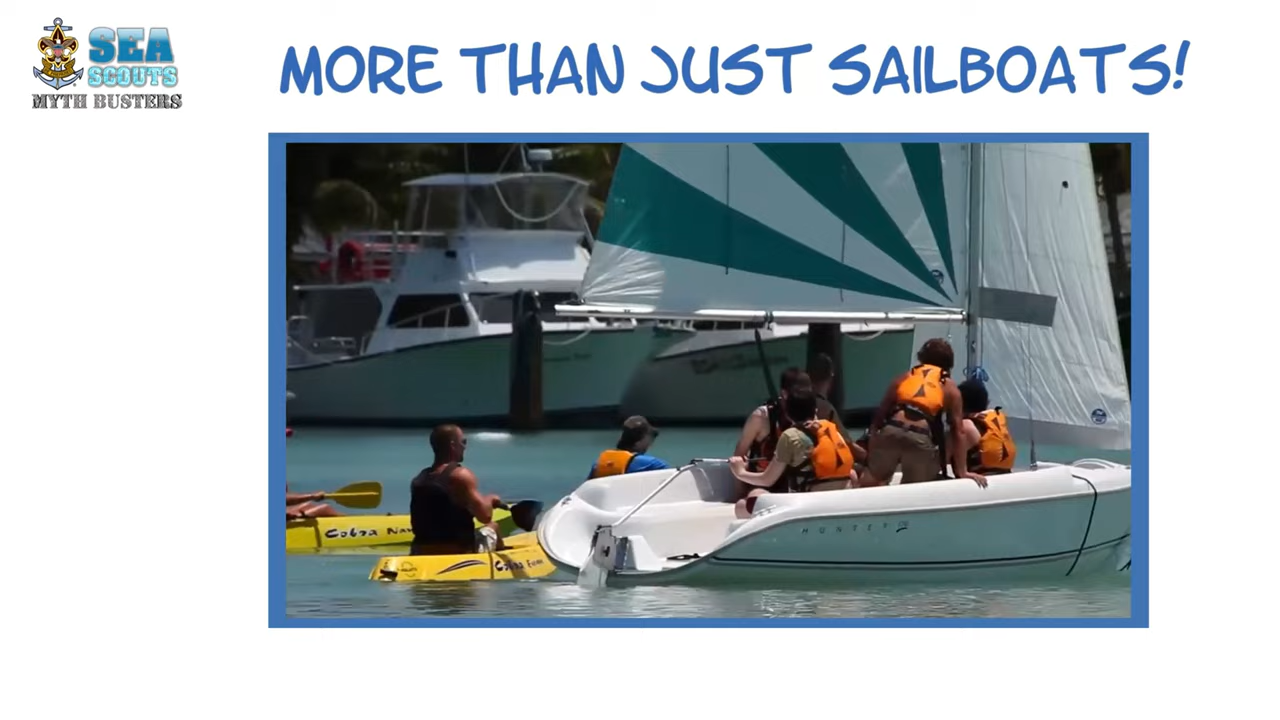 SEA
SCOUTS
MYTH BUSTERS
MORE THAN JUST SAILBOATS!
Cobra
Cobra
HUNTER